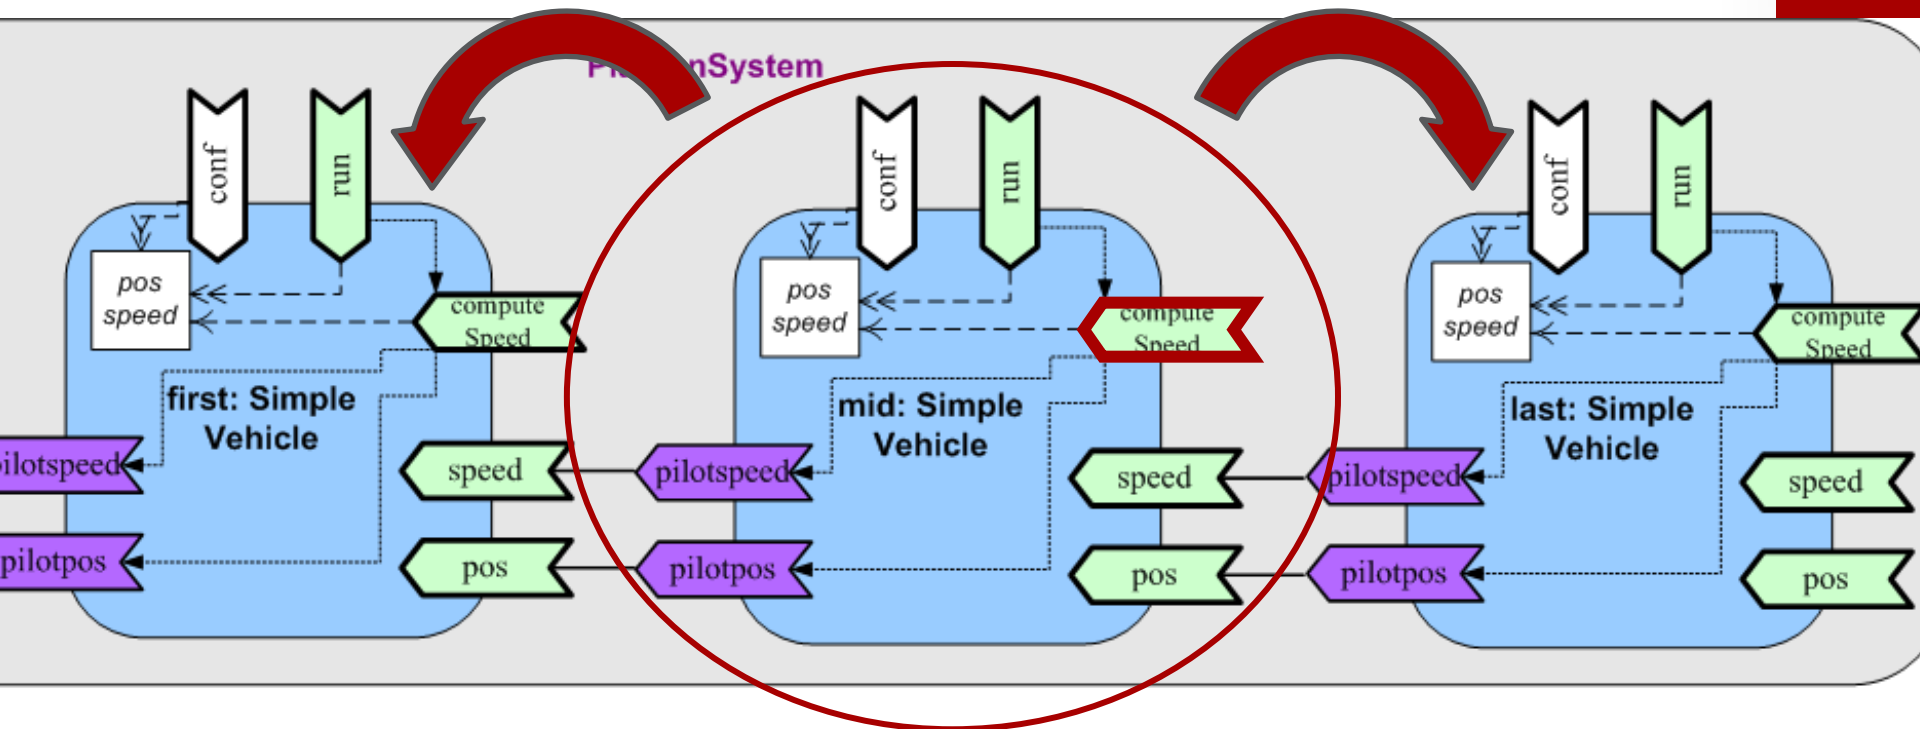 conf
run
pos
speed
compute
Speed
first: Simple
Vehicle
ilotspeed
pilotpos
speed
pos
conf
run
pos
speed
compute
Speed
mid: Simple
Vehicle
pilotspeed
pilotpos
speed
pos
conf
run
pos
speed
compute
Speed
last: Simple
Vehicle
pilotspeed
pilotpos
speed
pos